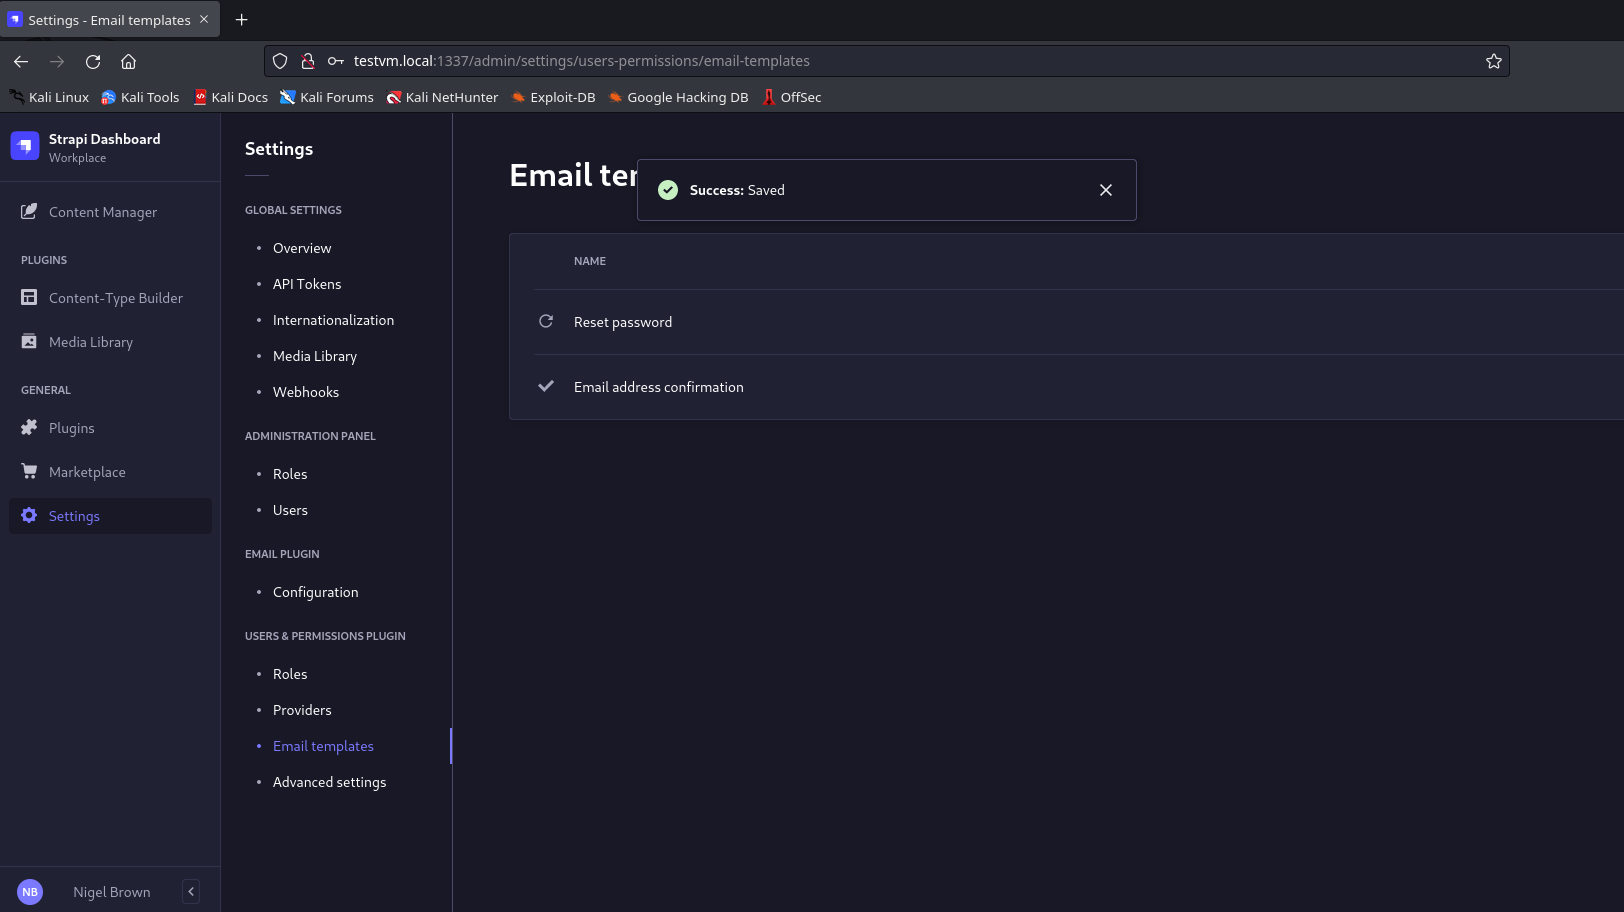 Settings - Email templates
testvm.local:1337/admin/settings/users-permissions/email-templates
Kali Linux Kali Tools Kali Docs Kali Forums Kali NetHunter Exploit-DB Google Hacking DB OffSec
Strapi Dashboard
Workplace
Content Manager
PLUGINS
Content-Type Builder
Media Library
GENERAL
Plugins
Marketplace
Settings
NB Nigel Brown
Settings
GLOBAL SETTINGS
Overview
API Tokens
Internationalization
Media Library
Webhooks
ADMINISTRATION PANEL
Roles
Users
EMAIL PLUGIN
Configuration
USERS & PERMISSIONS PLUGIN
Roles
Providers
Email templates
Advanced settings
Email ter
Success: Saved
NAME
Reset password
Email address confirmation